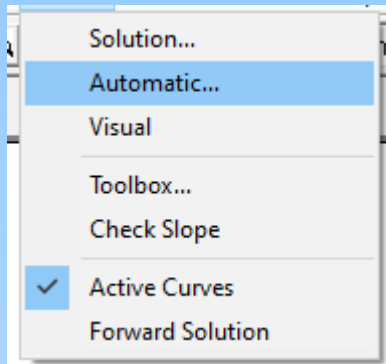 Solution...
Automatic...
Visual
Toolbox...
Check Slope
Active Curves
Forward Solution